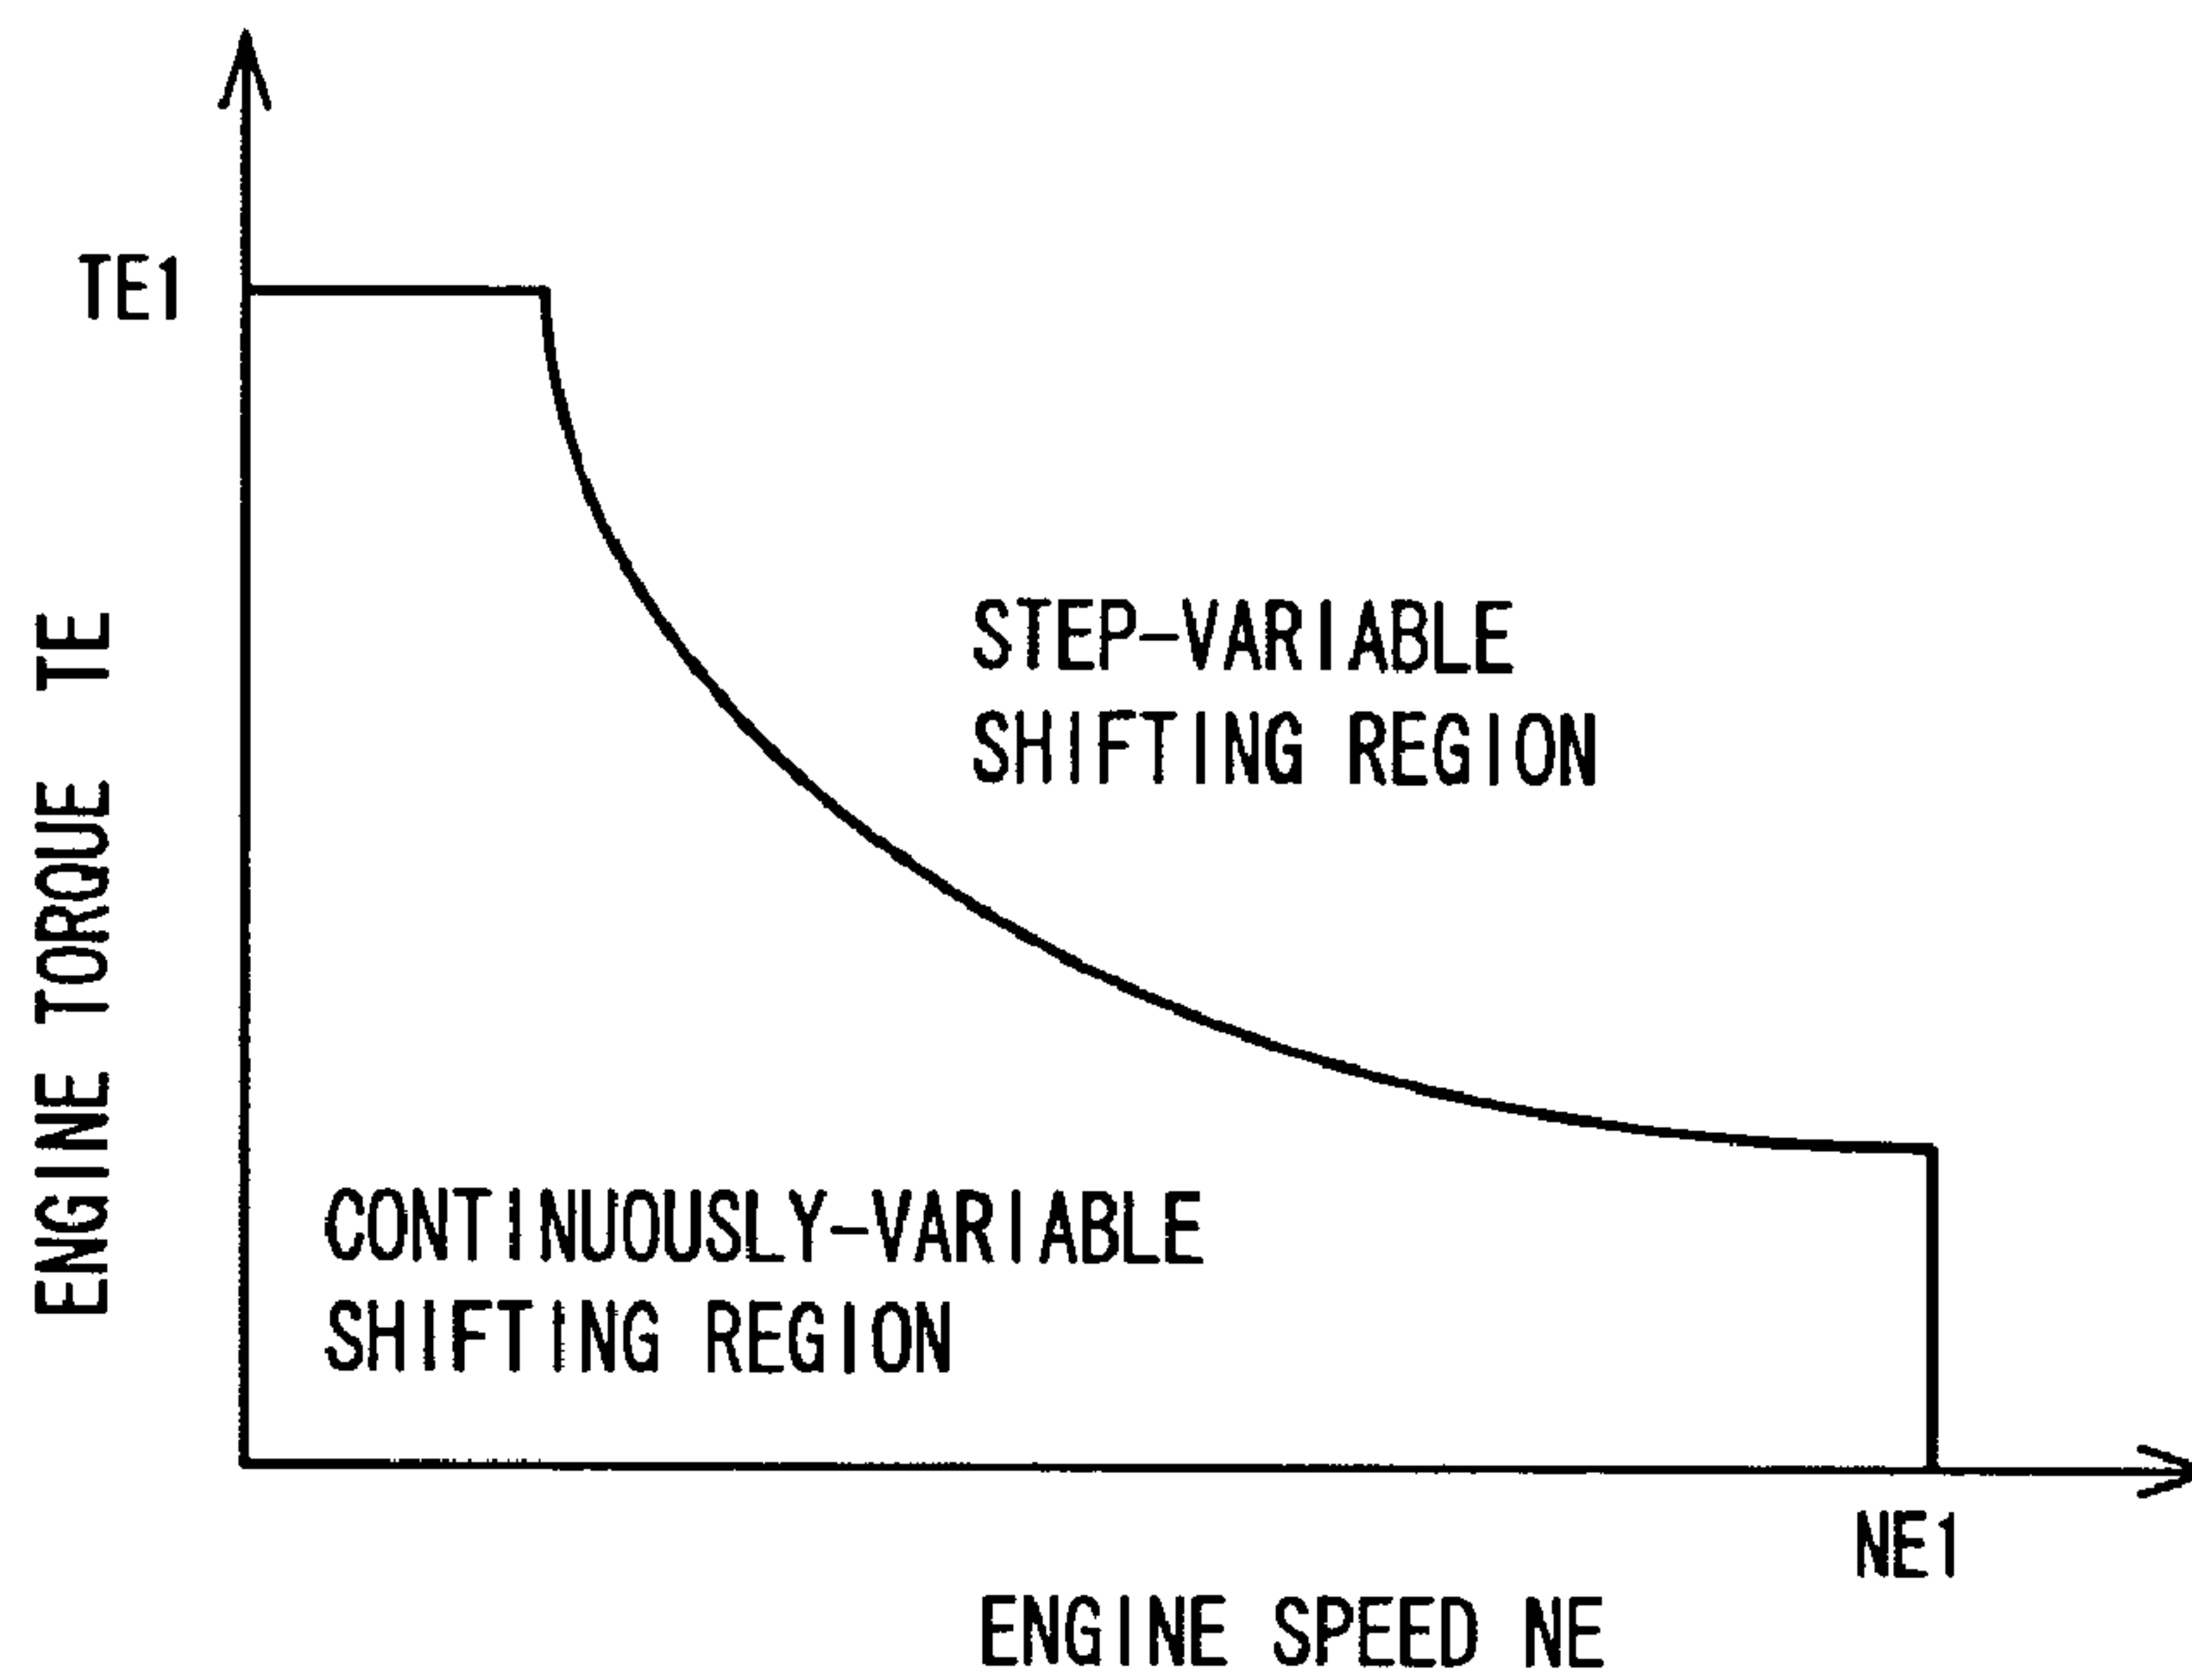 TE1
ENGINE TORQUE TE
STEP-VARIABLE
SHIFTING REGION
CONTINUOUSLY-VARIABLE
SHIFTING REGION
NE1
ENGINE SPEED NE